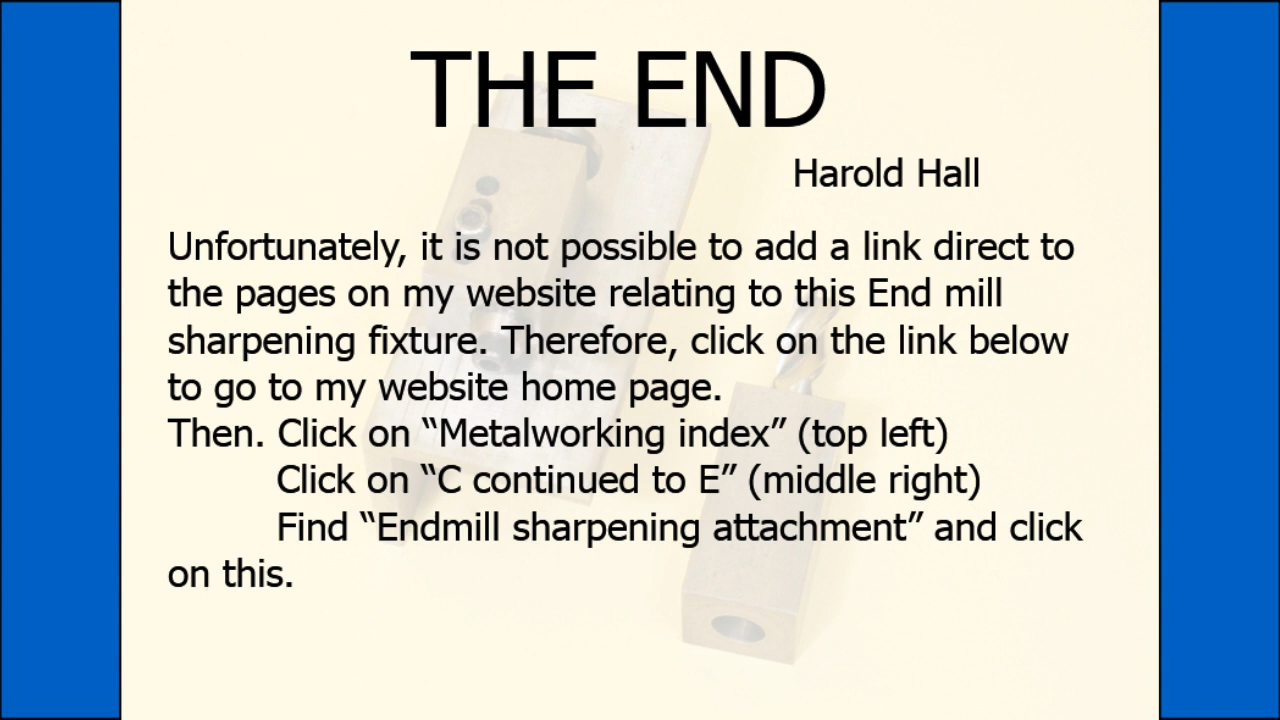 THE END
Harold Hall
Unfortunately, it is not possible to add a link direct to
the pages on my website relating to this End mill
sharpening fixture. Therefore, click on the link below
to go to my website home page.
Then. Click on “Metalworking index” (top left)
Click on “C continued to E” (middle right)
Find “Endmill sharpening attachment” and click
on this.